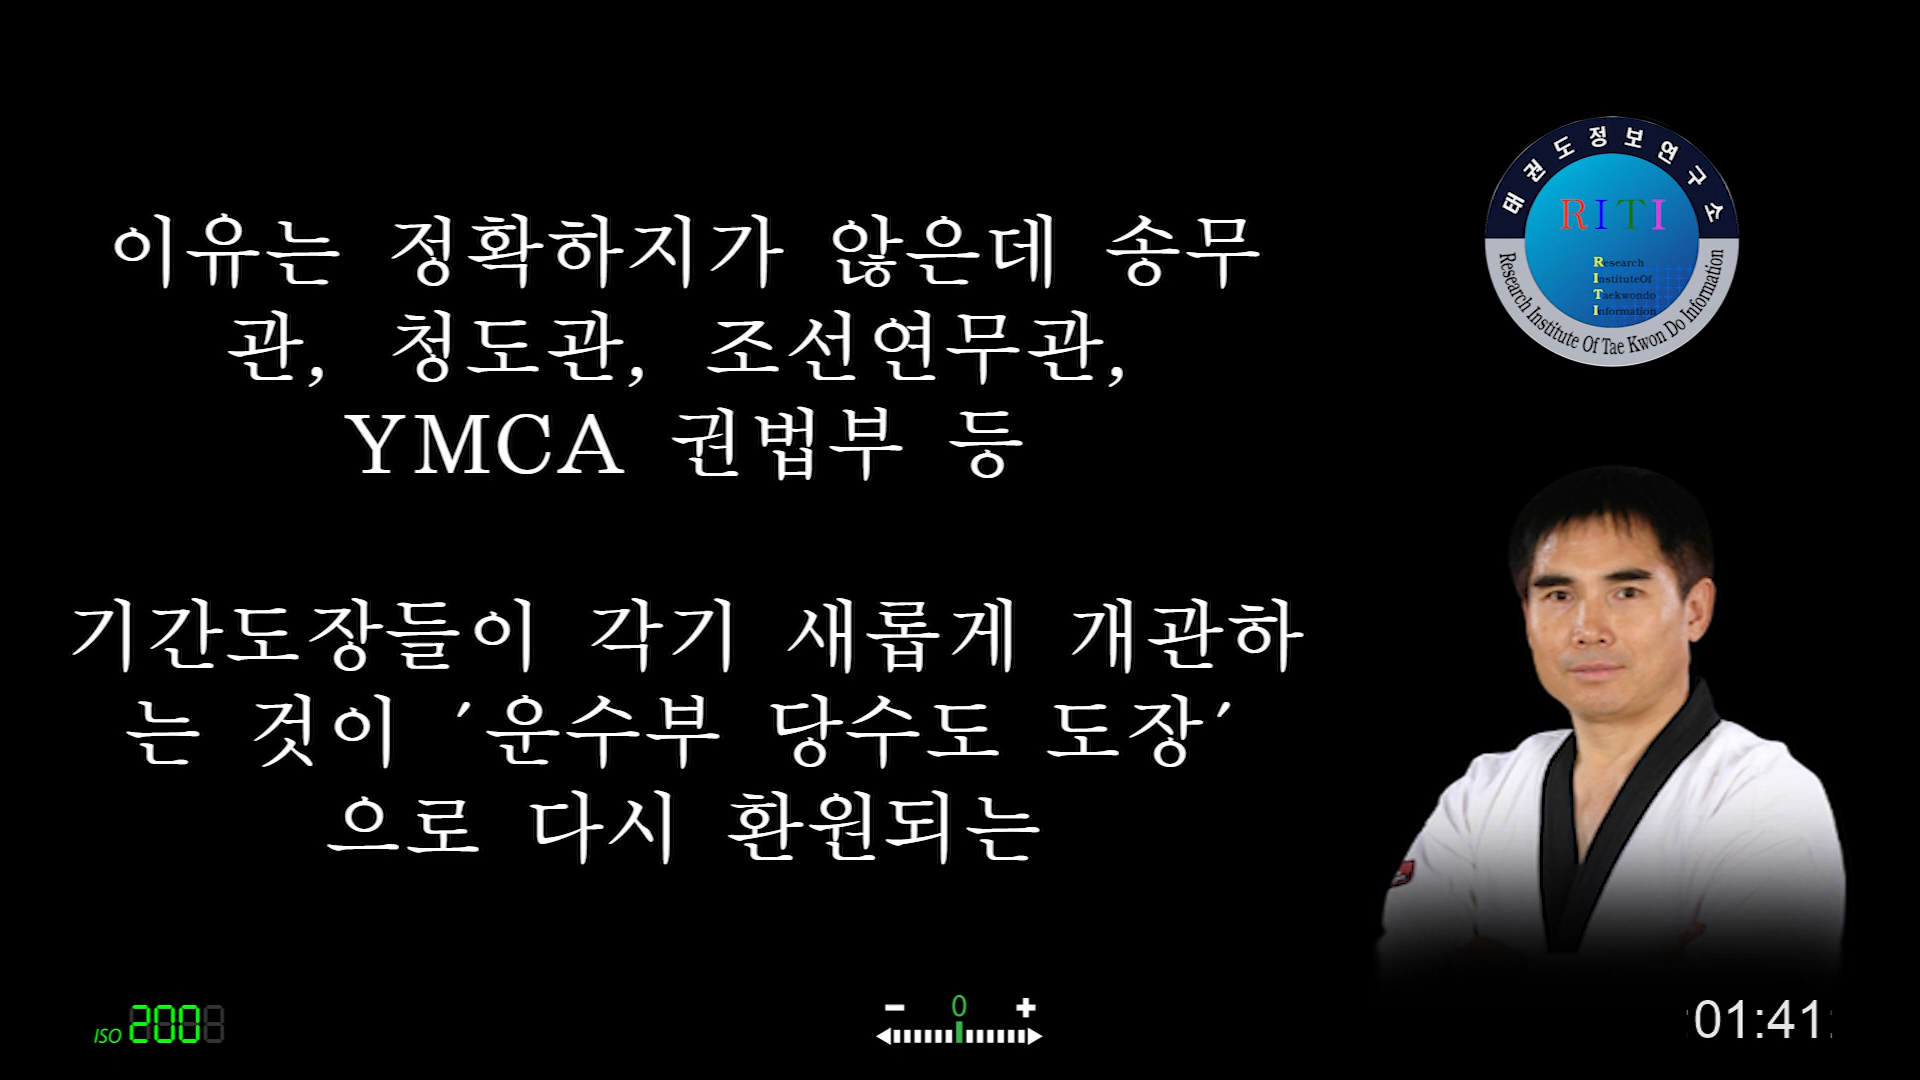 태권도정보연구소
RITI
Research
InstituteOf
Taekwondo
Information
Research Institute Of Tae Kwon Do Information
이유는 정확하지가 않은데 송무
관, 청도관, 조선연무관,
YMCA 권법부 등
기간도장들이 각기 새롭게 개관하
는 것이 '운수부 당수도 도장'
으로 다시 환원되는
ISO 200
- 0 +
01:41